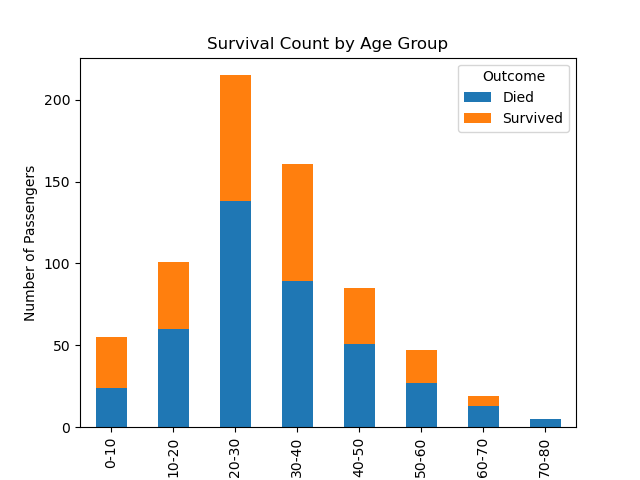 Survival Count by Age Group
Outcome
Died
Survived
Number of Passengers
200
150
100
50
0
0-10
10-20
20-30
30-40
40-50
50-60
60-70
70-80